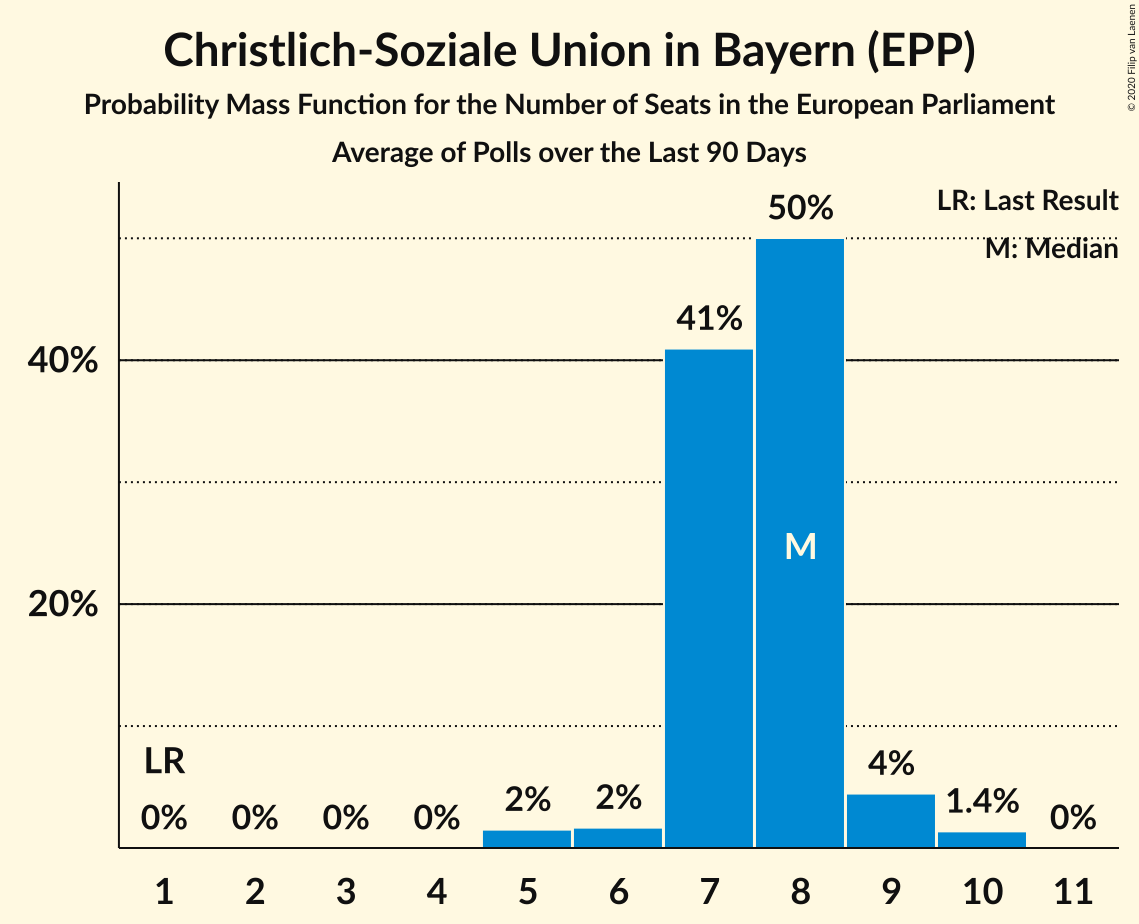 Christlich-Soziale Union in Bayern (EPP)
Probability Mass Function for the Number of Seats in the European Parliament
Average of Polls over the Last 90 Days
© 2020 Filip van Laenen
LR: Last Result
M: Median
50%
41%
40%
M
20%
LR
0% 0% 0% 0% 2% 2% 4% 1.4% 0%
1 2 3 4 5 6 7 8 9 10 11